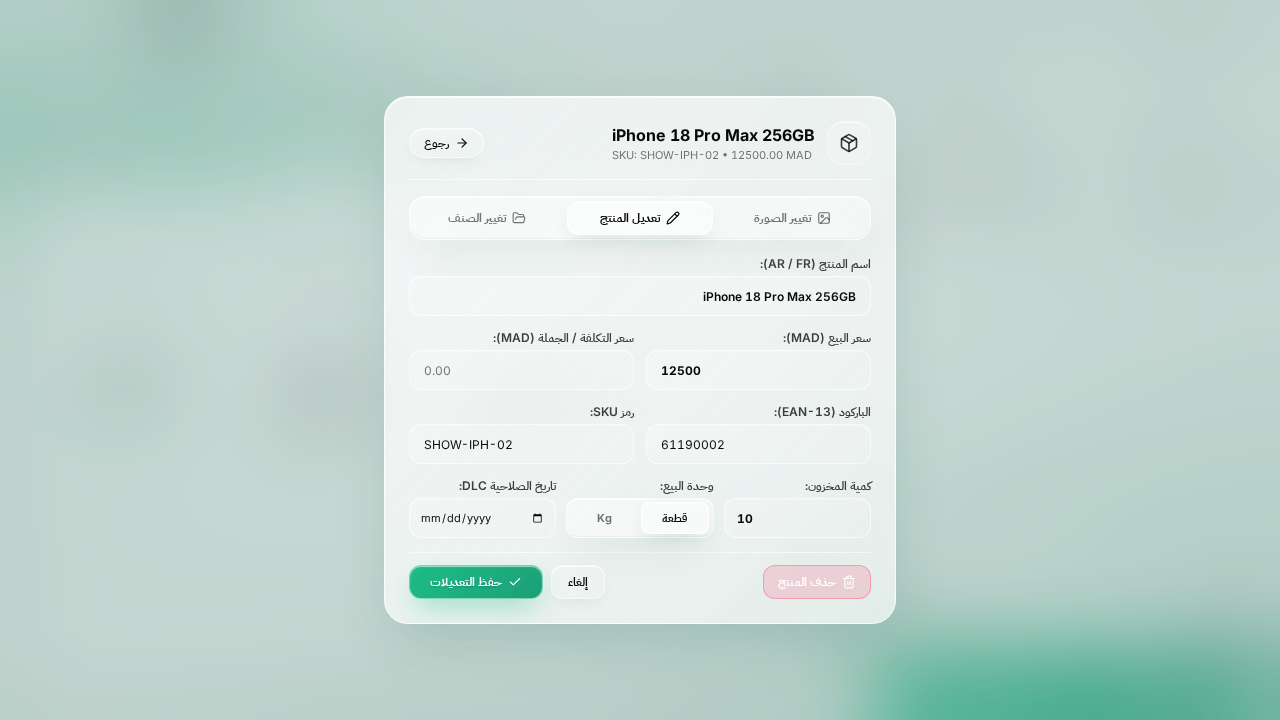 iPhone 18 Pro Max 256GB
SKU: SHOW-IPH-02 • 12500.00 MAD
رجوع
تغيير الصورة
تعديل المنتج
تغيير الصنف
اسم المنتج (AR / FR):
iPhone 18 Pro Max 256GB
سعر البيع (MAD):
سعر التكلفة / الجملة (MAD):
12500
0.00
الباركود (EAN-13):
رمز SKU:
61190002
SHOW-IPH-02
كمية المخزون:
وحدة البيع:
تاريخ الصلاحية DLC:
10
قطعة
Kg
mm/dd/yyyy
حذف المنتج
إلغاء
حفظ التعديلات